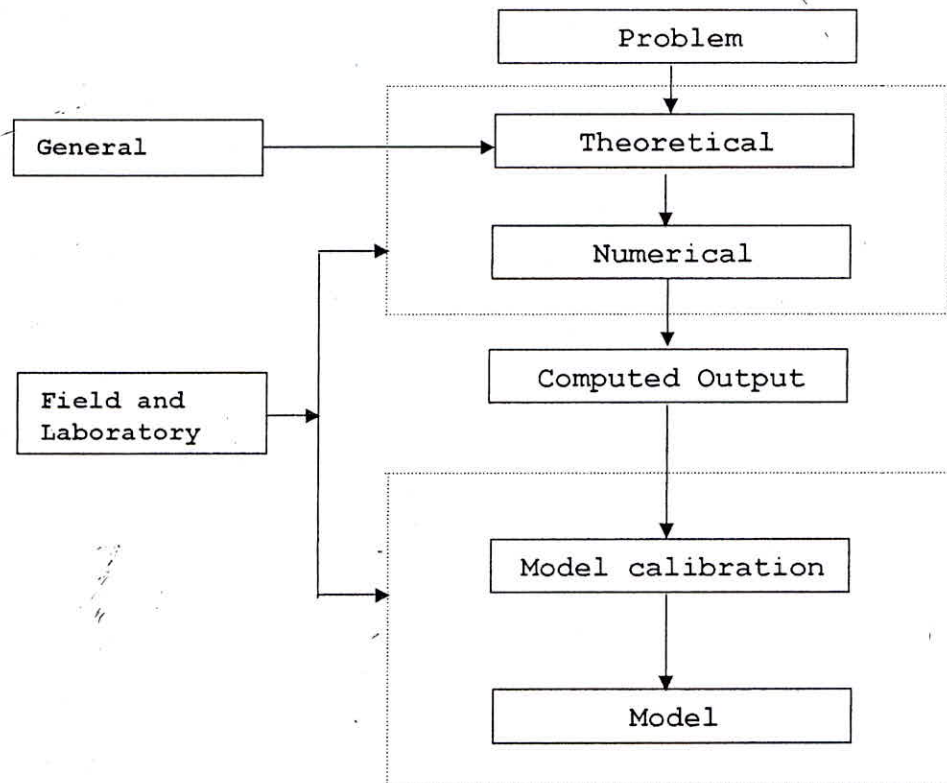 Problem
General
Theoretical
Numerical
Computed Output
Field and
Laboratory
Model calibration
Model